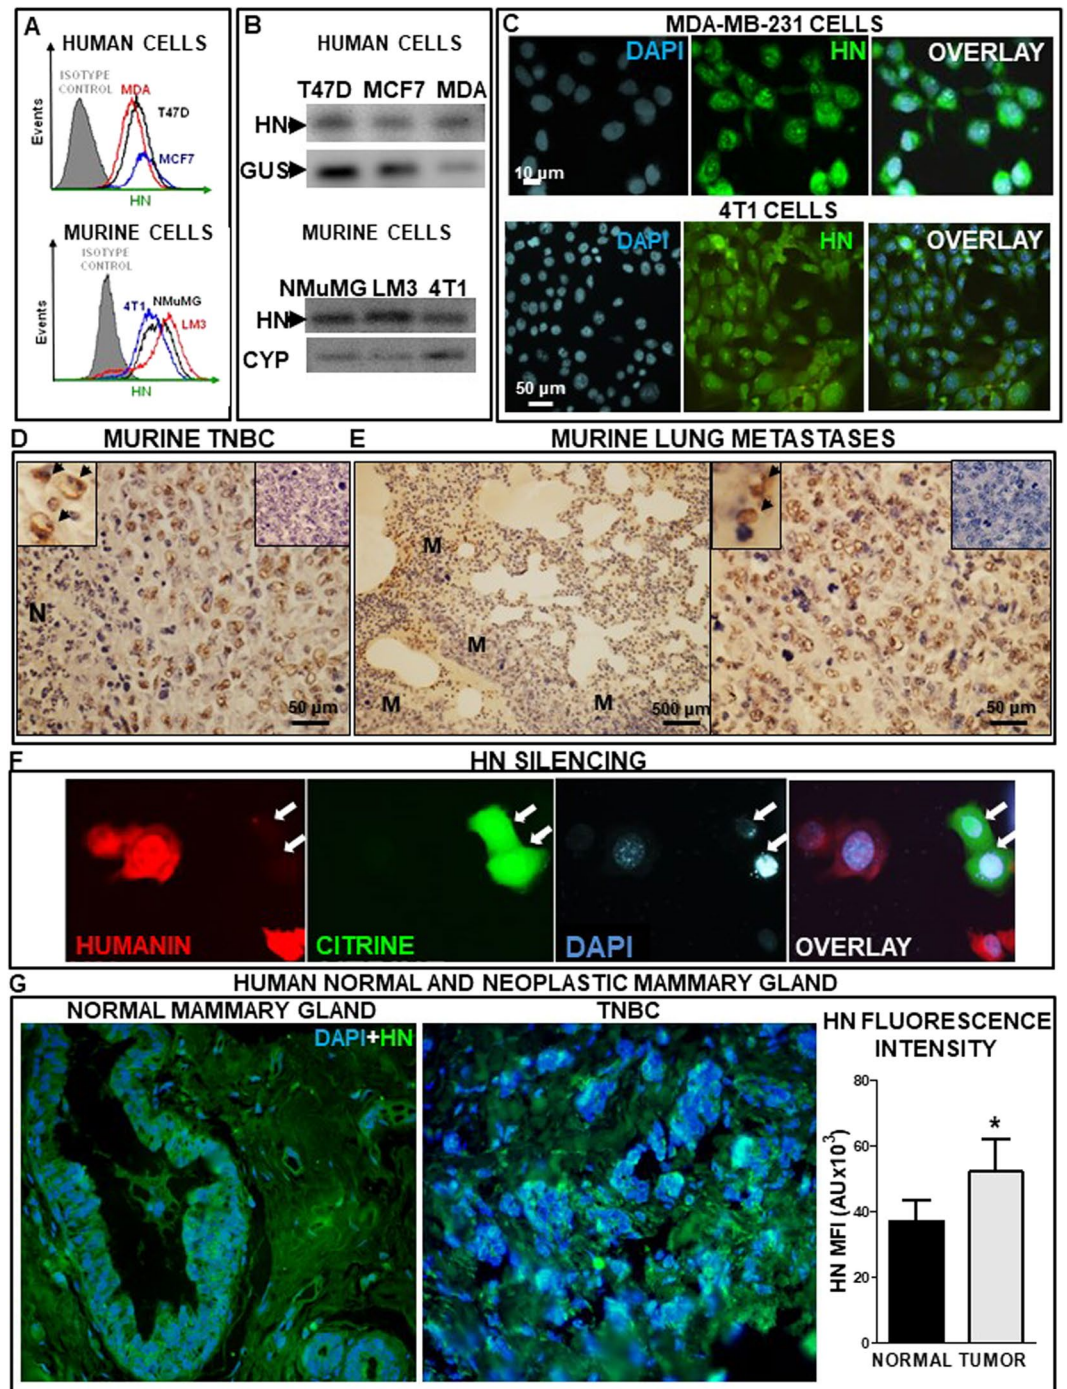 A
HUMAN CELLS
ISOTYPE
CONTROL
MDA
T47D
MCF7
Events
HN
MURINE CELLS
ISOTYPE
CONTROL
4T1
NMuMG
LM3
Events
HN
B
HUMAN CELLS
T47D MCF7 MDA
HN
GUS
MURINE CELLS
NMuMG LM3 4T1
HN
CYP
C
MDA-MB-231 CELLS
DAPI
HN
OVERLAY
10 µm
4T1 CELLS
DAPI
HN
OVERLAY
50 µm
D
MURINE TNBC
N
50 µm
E
MURINE LUNG METASTASES
M
M
M
M
500 µm
50 µm
F
HN SILENCING
HUMANIN
CITRINE
DAPI
OVERLAY
G
HUMAN NORMAL AND NEOPLASTIC MAMMARY GLAND
NORMAL MAMMARY GLAND
DAPI+HN
TNBC
HN FLUORESCENCE
INTENSITY
HN MFI (AUx10³)
80
60
40
20
0
*
NORMAL TUMOR